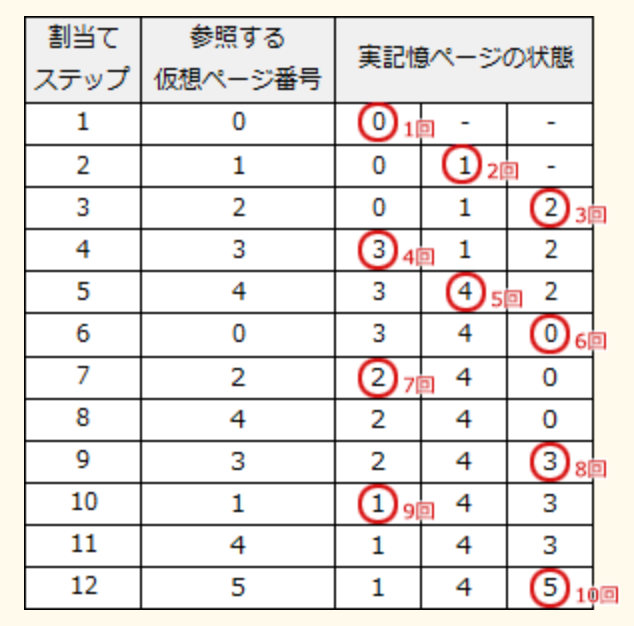 割当て 参照する 実記憶ページの状態
ステップ 仮想ページ番号
1 0 0 1回 - -
2 1 0 1 2回 -
3 2 0 1 2 3回
4 3 3 4回 1 2
5 4 3 4 5回 2
6 0 3 4 0 6回
7 2 2 7回 4 0
8 4 2 4 0
9 3 2 4 3 8回
10 1 1 9回 4 3
11 4 1 4 3
12 5 1 4 5 10回